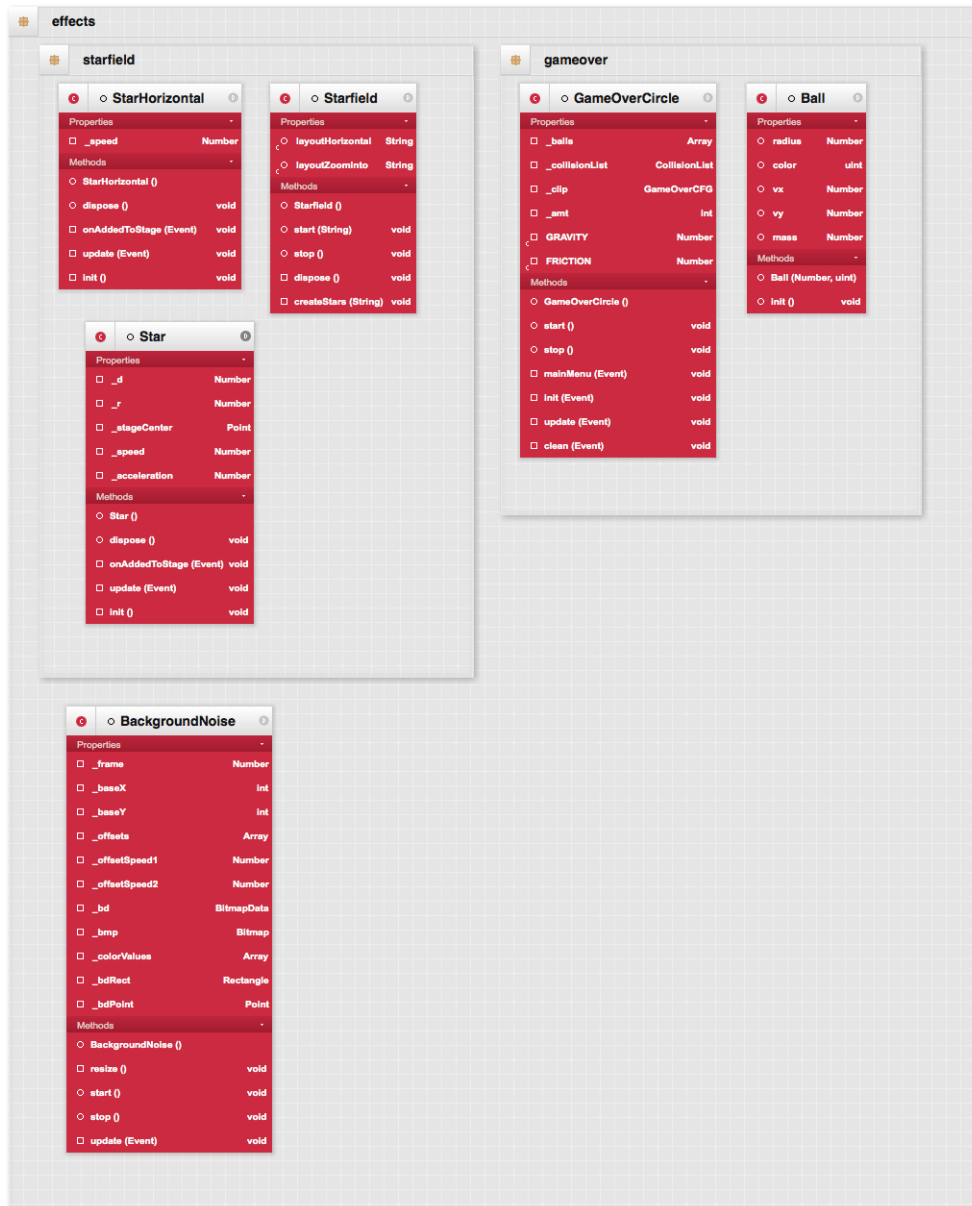 effects
starfield
StarHorizontal
Properties
_speed Number
Methods
StarHorizontal ()
dispose () void
onAddedToStage (Event) void
update (Event) void
init () void
Starfield
Properties
layoutHorizontal String
layoutZoomInto String
Methods
Starfield ()
start (String) void
stop () void
dispose () void
createStars (String) void
Star
Properties
_d Number
_r Number
_stageCenter Point
_speed Number
_acceleration Number
Methods
Star ()
dispose () void
onAddedToStage (Event) void
update (Event) void
init () void
gameover
GameOverCircle
Properties
_balls Array
_collisionList CollisionList
_clip GameOverCFG
_amt int
GRAVITY Number
FRICTION Number
Methods
GameOverCircle ()
start () void
stop () void
mainMenu (Event) void
init (Event) void
update (Event) void
clean (Event) void
Ball
Properties
radius Number
color uint
vx Number
vy Number
mass Number
Methods
Ball (Number, uint)
init () void
BackgroundNoise
Properties
_frame Number
_baseX int
_baseY int
_offsets Array
_offsetSpeed1 Number
_offsetSpeed2 Number
_bd BitmapData
_bmp Bitmap
_colorValues Array
_bdRect Rectangle
_bdPoint Point
Methods
BackgroundNoise ()
resize () void
start () void
stop () void
update (Event) void